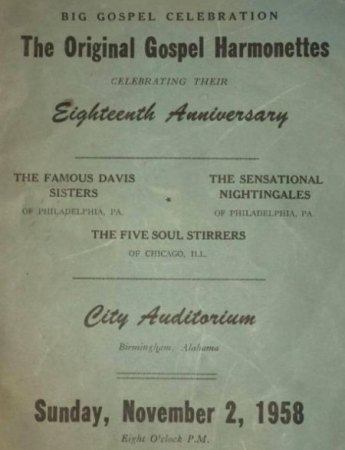 BIG GOSPEL CELEBRATION
The Original Gospel Harmonettes
CELEBRATING THEIR
Eighteenth Anniversary
THE FAMOUS DAVIS SISTERS
OF PHILADELPHIA, PA.
THE SENSATIONAL NIGHTINGALES
OF PHILADELPHIA, PA.
THE FIVE SOUL STIRRERS
OF CHICAGO, ILL.
City Auditorium
Birmingham, Alabama
Sunday, November 2, 1958
Eight O'clock P.M.